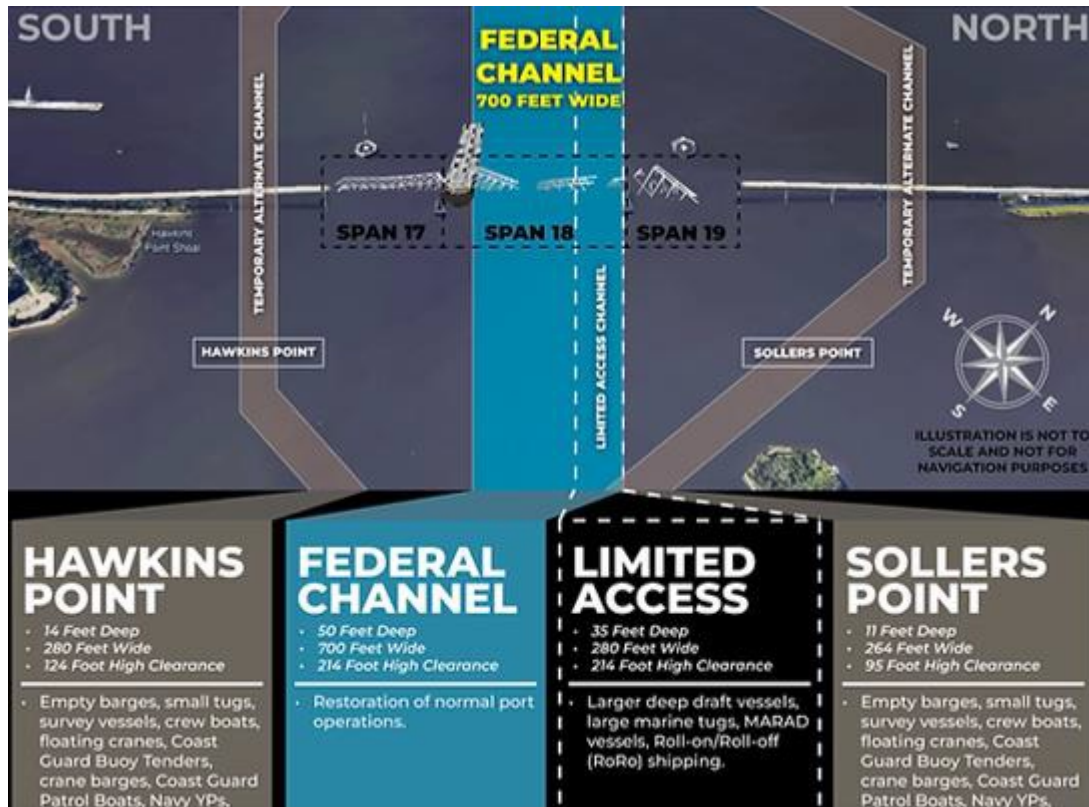 SOUTH
NORTH
FEDERAL
CHANNEL
700 FEET WIDE
TEMPORARY ALTERNATE CHANNEL
TEMPORARY ALTERNATE CHANNEL
Hawkins
Point Shoal
SPAN 17
SPAN 18
SPAN 19
LIMITED ACCESS CHANNEL
HAWKINS POINT
SOLLERS POINT
N
W
E
S
ILLUSTRATION IS NOT TO
SCALE AND NOT FOR
NAVIGATION PURPOSES
HAWKINS
POINT
• 14 Feet Deep
• 280 Feet Wide
• 124 Foot High Clearance
• Empty barges, small tugs,
survey vessels, crew boats,
floating cranes, Coast
Guard Buoy Tenders,
crane barges, Coast Guard
Patrol Boats, Navy YPs,
FEDERAL
CHANNEL
• 50 Feet Deep
• 700 Feet Wide
• 214 Foot High Clearance
• Restoration of normal port
operations.
LIMITED
ACCESS
• 35 Feet Deep
• 280 Feet Wide
• 214 Foot High Clearance
• Larger deep draft vessels,
large marine tugs, MARAD
vessels, Roll-on/Roll-off
(RoRo) shipping.
SOLLERS
POINT
• 11 Feet Deep
• 264 Feet Wide
• 95 Foot High Clearance
• Empty barges, small tugs,
survey vessels, crew boats,
floating cranes, Coast
Guard Buoy Tenders,
crane barges, Coast Guard
Patrol Boats, Navy YPs,